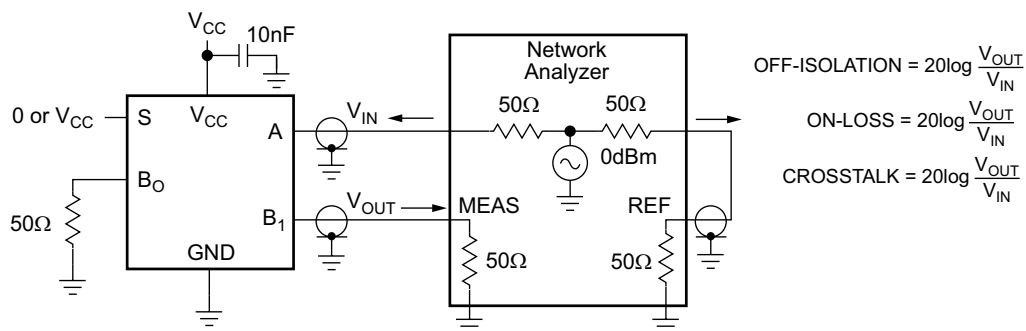 V_CC
10nF
V_CC
0 or V_CC
S
A
B_O
50Ω
B_1
GND
V_IN
V_OUT
Network
Analyzer
50Ω
50Ω
0dBm
MEAS
REF
50Ω
50Ω
OFF-ISOLATION = 20log V_OUT/V_IN
ON-LOSS = 20log V_OUT/V_IN
CROSSTALK = 20log V_OUT/V_IN